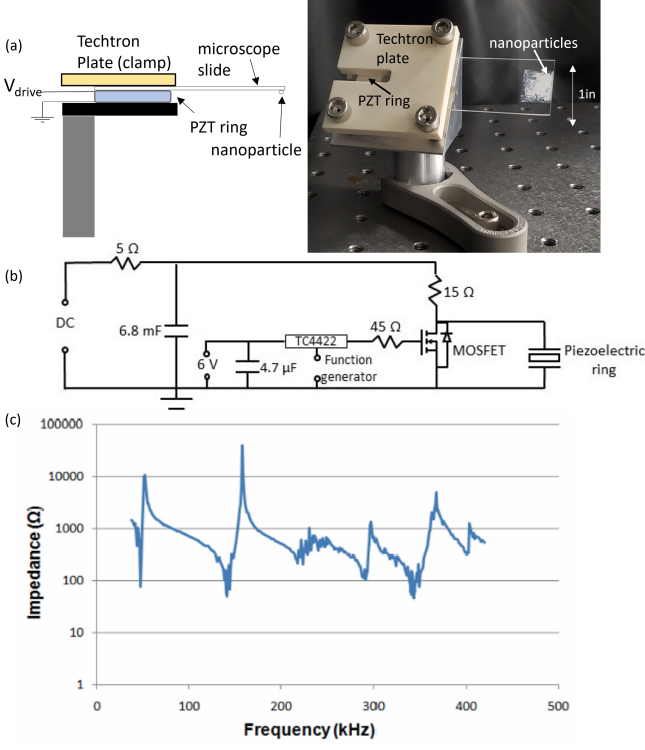 (a)
Techtron
Plate (clamp)
microscope
slide
V drive
PZT ring
nanoparticle
Techtron
plate
PZT ring
nanoparticles
1in
(b)
5 Ω
15 Ω
DC
6.8 mF
6 V
4.7 µF
TC4422
45 Ω
Function
generator
MOSFET
Piezoelectric
ring
(c)
100000
10000
1000
100
10
1
Impedance (Ω)
0 100 200 300 400 500
Frequency (kHz)